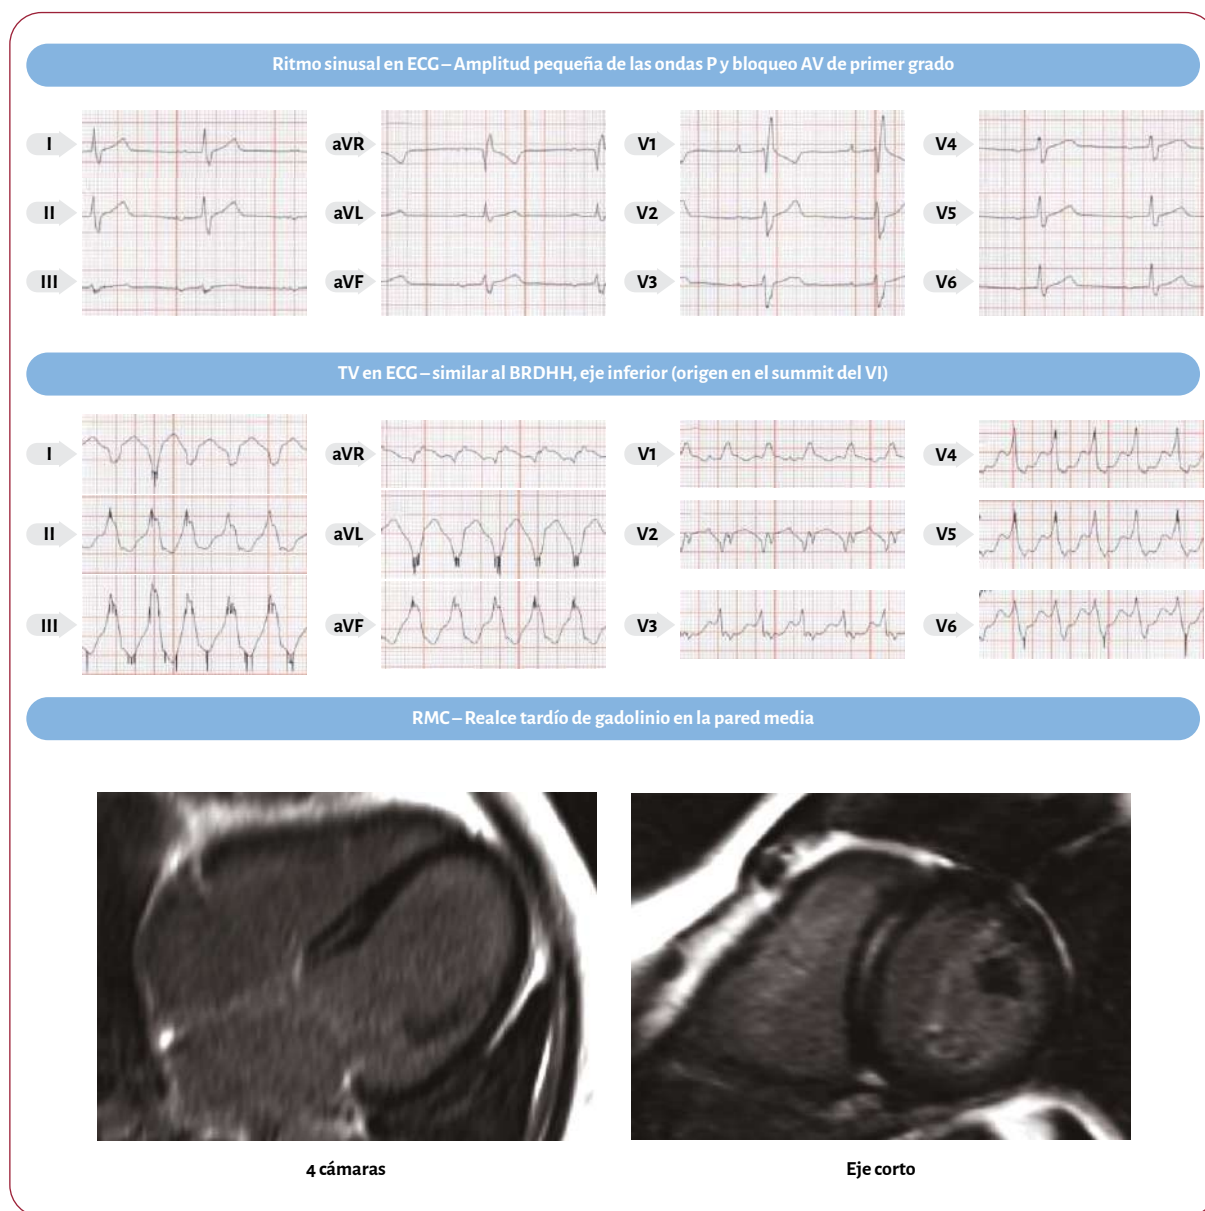 Ritmo sinusal en ECG – Amplitud pequeña de las ondas P y bloqueo AV de primer grado
I
aVR
V1
V4
II
aVL
V2
V5
III
aVF
V3
V6
TV en ECG – similar al BRDHH, eje inferior (origen en el summit del VI)
I
aVR
V1
V4
II
aVL
V2
V5
III
aVF
V3
V6
RMC – Realce tardío de gadolinio en la pared media
4 cámaras
Eje corto